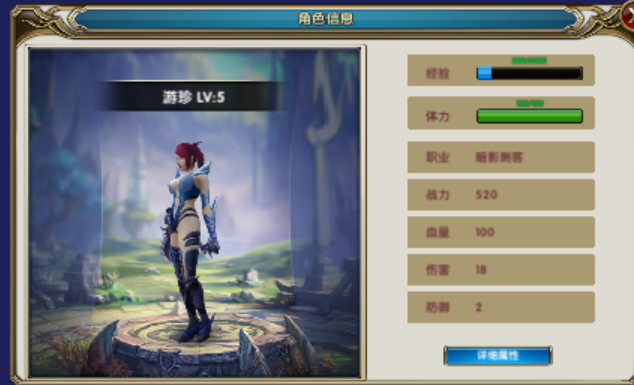 角色信息
游珍 LV:5
经验
体力
职业 暗影刺客
战力 520
血量 100
伤害 18
防御 2
详细属性